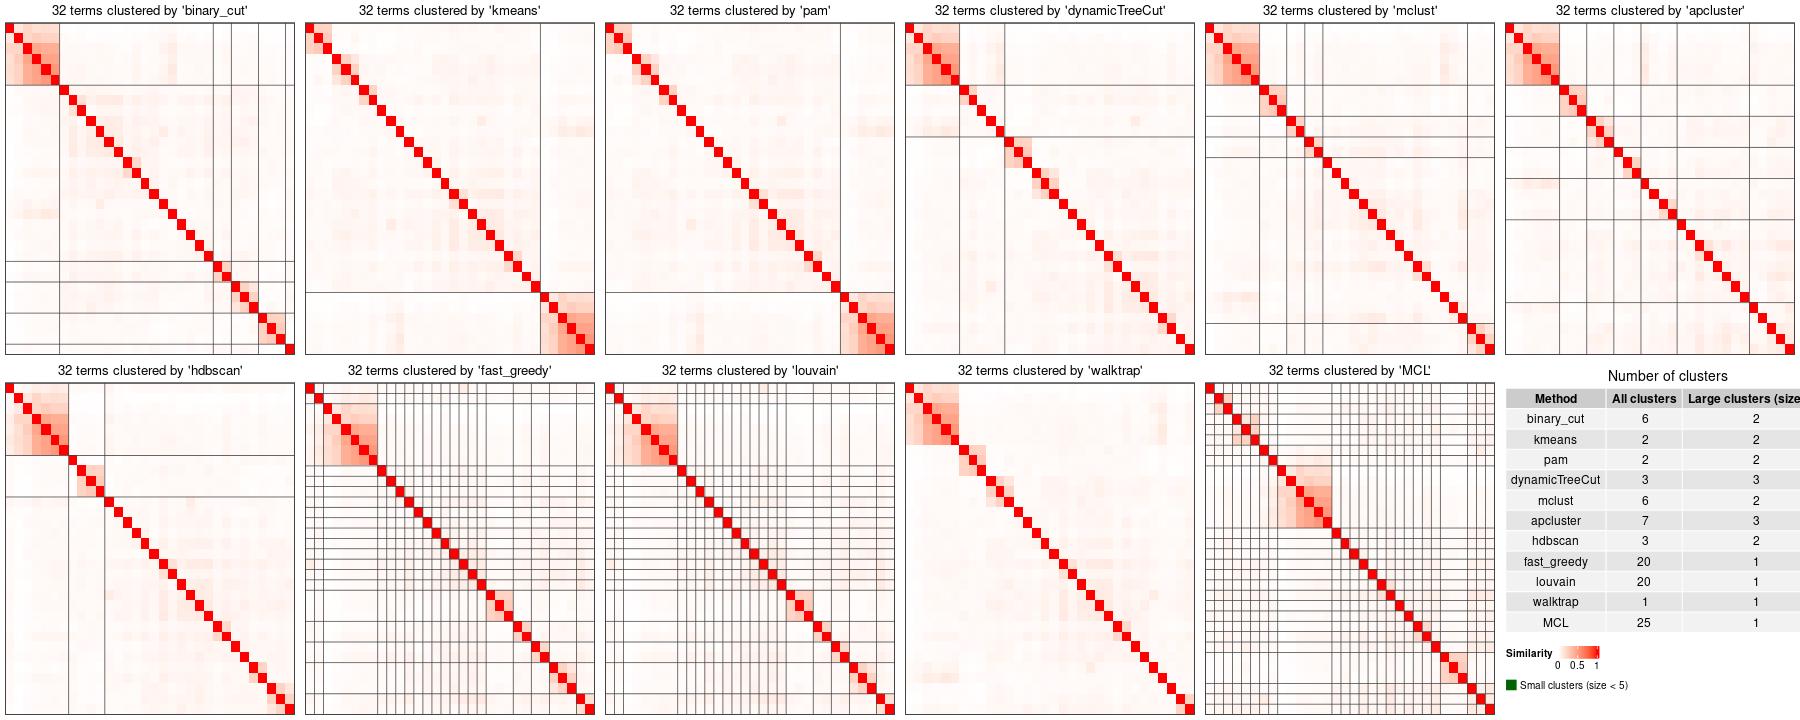 32 terms clustered by 'binary_cut'
32 terms clustered by 'kmeans'
32 terms clustered by 'pam'
32 terms clustered by 'dynamicTreeCut'
32 terms clustered by 'mclust'
32 terms clustered by 'apcluster'
32 terms clustered by 'hdbscan'
32 terms clustered by 'fast_greedy'
32 terms clustered by 'louvain'
32 terms clustered by 'walktrap'
32 terms clustered by 'MCL'
Number of clusters
Method All clusters Large clusters (size
binary_cut 6 2
kmeans 2 2
pam 2 2
dynamicTreeCut 3 3
mclust 6 2
apcluster 7 3
hdbscan 3 2
fast_greedy 20 1
louvain 20 1
walktrap 1 1
MCL 25 1
Similarity
0 0.5 1
Small clusters (size < 5)